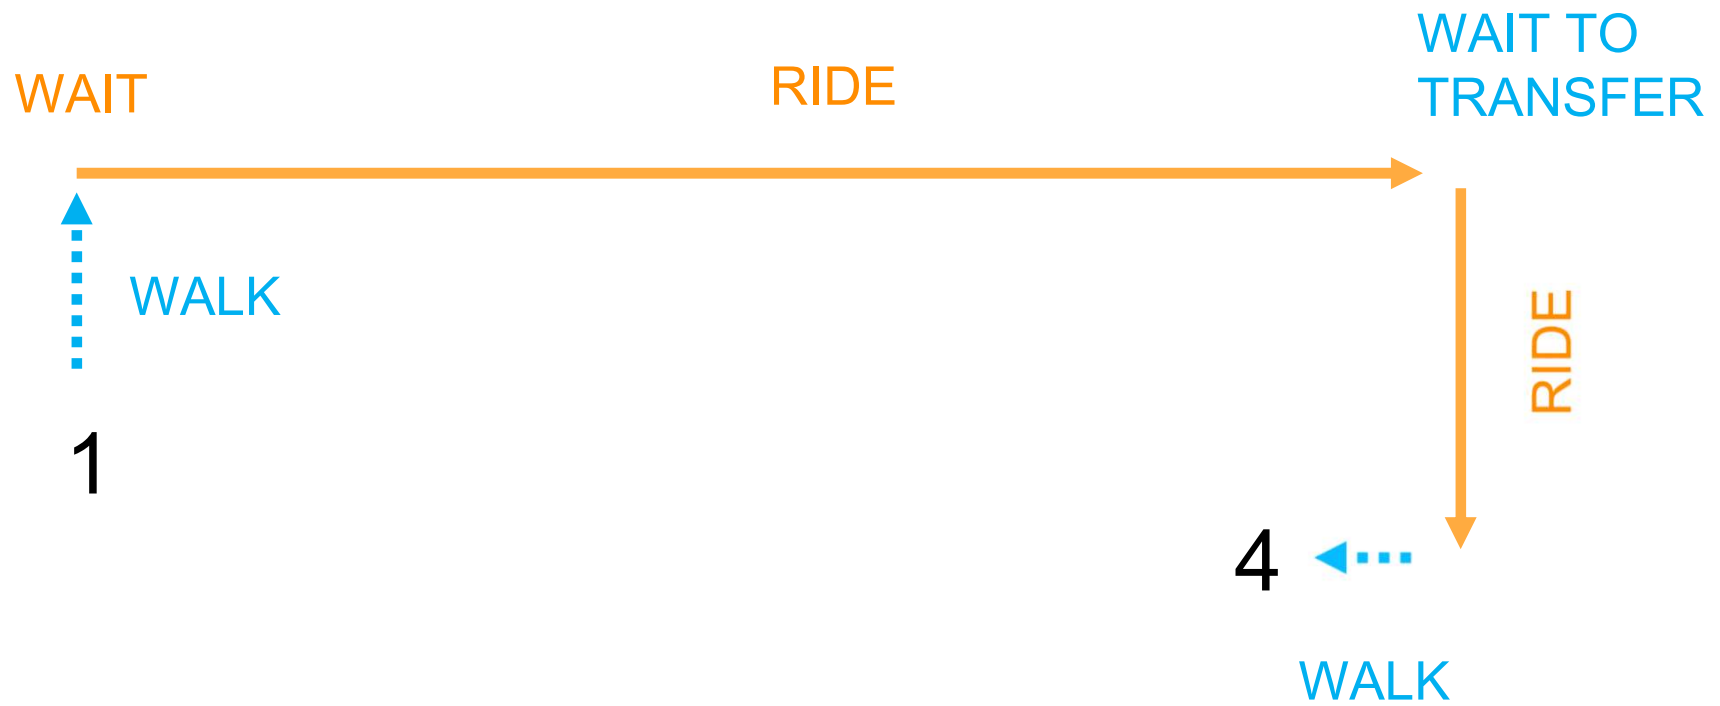 WAIT
RIDE
WAIT TO
TRANSFER
WALK
RIDE
1
4
WALK